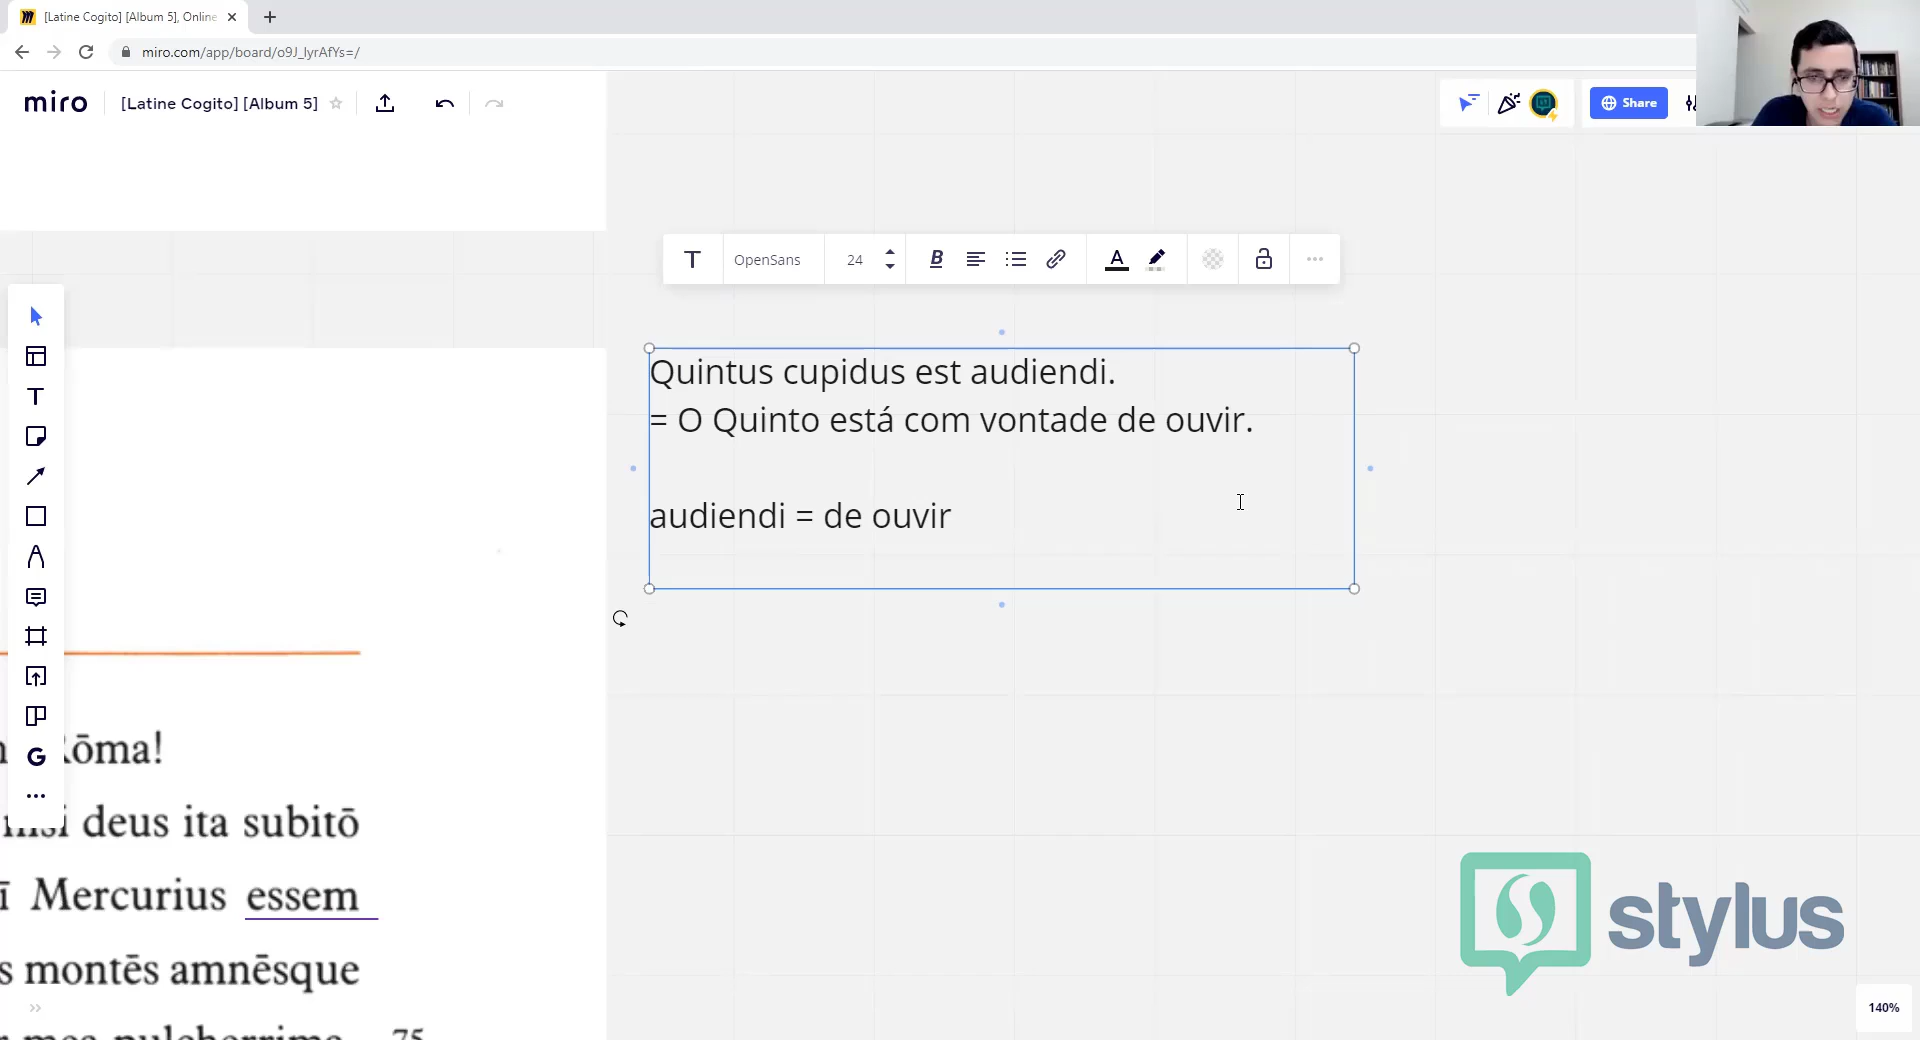 [Latine Cogito] [Album 5], Online
miro.com/app/board/o9J_lyrAfYs=/
miro
[Latine Cogito] [Album 5]
Share
OpenSans
24
Quintus cupidus est audiendi.
= O Quinto está com vontade de ouvir.
audiendi = de ouvir
Rōma!
deus ita subitō
Mercurius essem
montēs amnēsque
75
stylus
140%